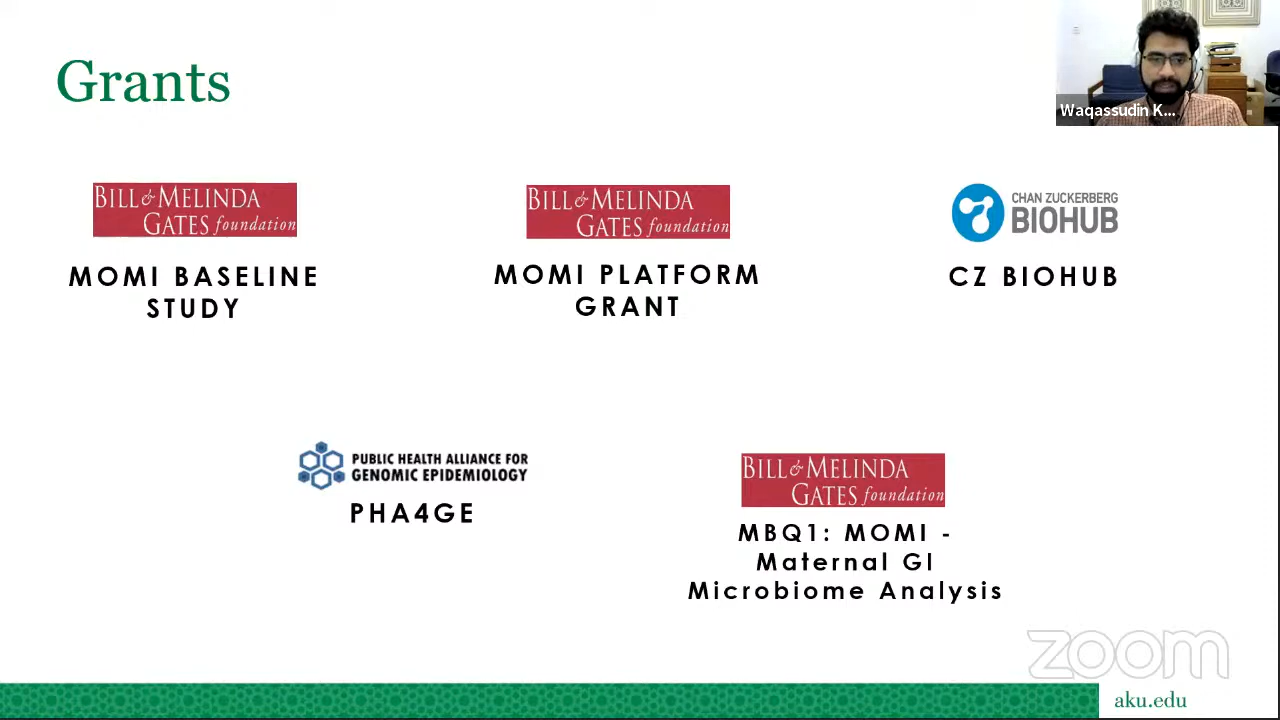 Grants
Waqassudin K...
BILL & MELINDA
GATES foundation
MOMI BASELINE
STUDY
BILL & MELINDA
GATES foundation
MOMI PLATFORM
GRANT
CHAN ZUCKERBERG
BIOHUB
CZ BIOHUB
PUBLIC HEALTH ALLIANCE FOR
GENOMIC EPIDEMIOLOGY
PHA4GE
BILL & MELINDA
GATES foundation
MBQ1: MOMI -
Maternal GI
Microbiome Analysis
zoom
aku.edu